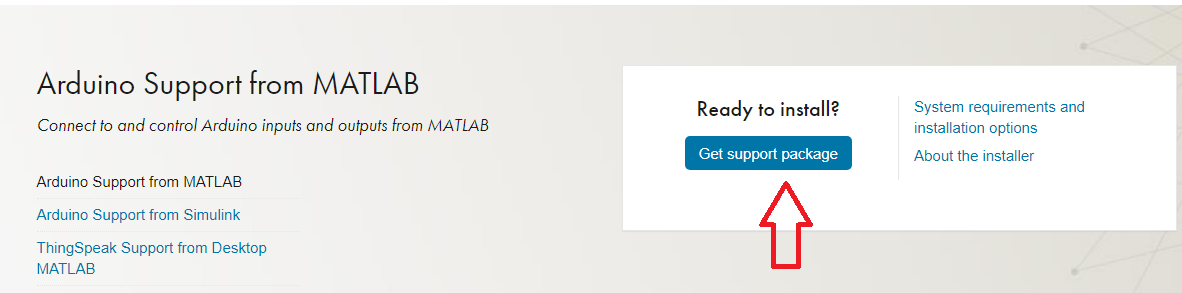 Arduino Support from MATLAB
Connect to and control Arduino inputs and outputs from MATLAB
Arduino Support from MATLAB
Arduino Support from Simulink
ThingSpeak Support from Desktop
MATLAB
Ready to install?
Get support package
System requirements and
installation options
About the installer